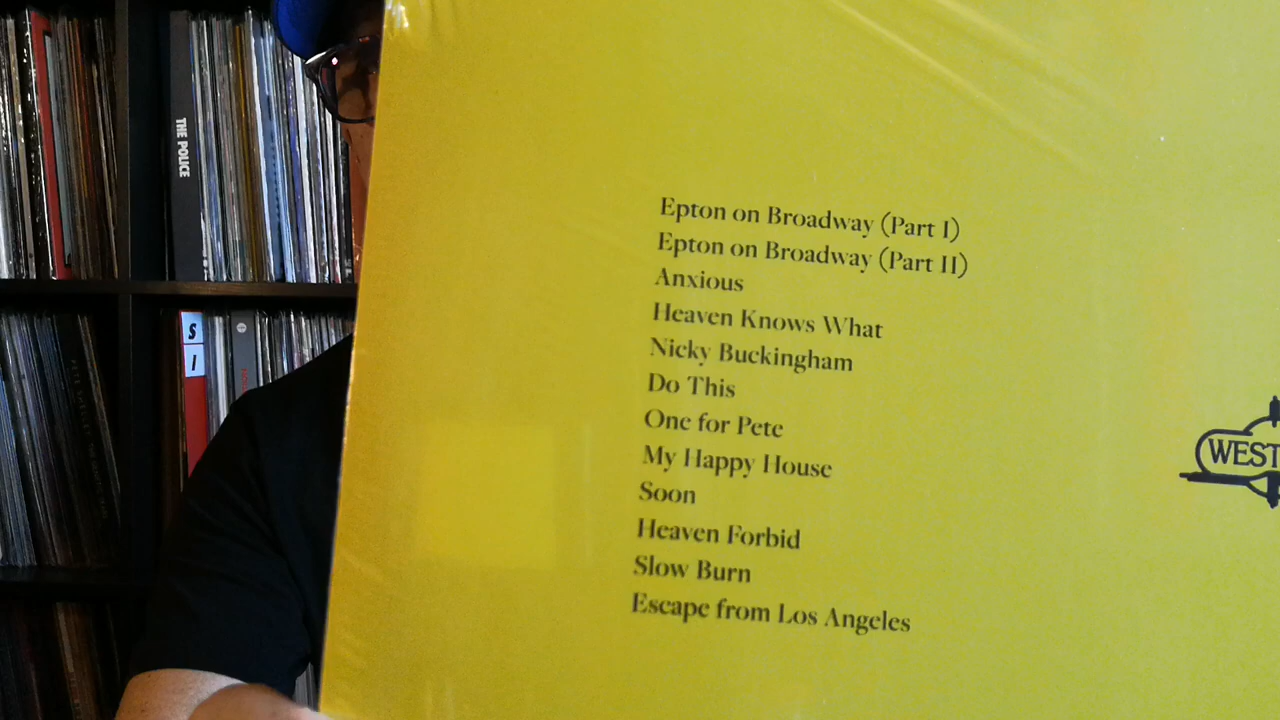 THE POLICE
S
I
Epton on Broadway (Part I)
Epton on Broadway (Part II)
Anxious
Heaven Knows What
Nicky Buckingham
Do This
One for Pete
My Happy House
Soon
Heaven Forbid
Slow Burn
Escape from Los Angeles
WEST